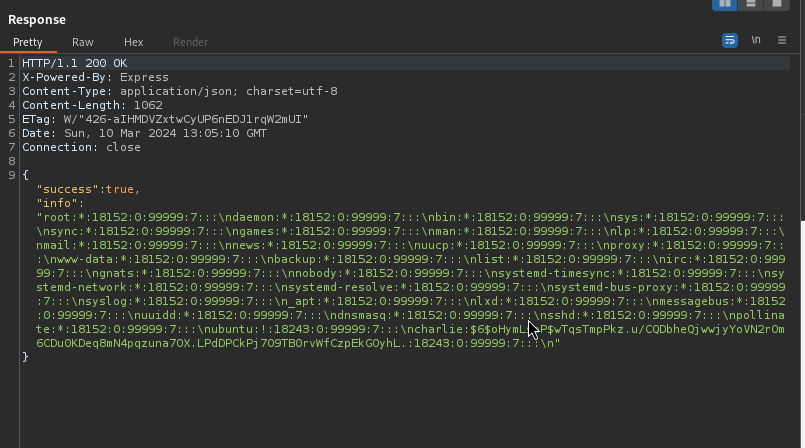 Response
Pretty Raw Hex Render \n
1 HTTP/1.1 200 OK
2 X-Powered-By: Express
3 Content-Type: application/json; charset=utf-8
4 Content-Length: 1062
5 ETag: W/"426-aIHMDVZxtwCyUP6nEDJlrqW2mUI"
6 Date: Sun, 10 Mar 2024 13:05:10 GMT
7 Connection: close
8
9 {
"success":true,
"info":
"root:*:18152:0:99999:7:::\ndaemon:*:18152:0:99999:7:::\nbin:*:18152:0:99999:7:::\nsys:*:18152:0:99999:7:::
\nsync:*:18152:0:99999:7:::\ngames:*:18152:0:99999:7:::\nman:*:18152:0:99999:7:::\nlp:*:18152:0:99999:7:::\
nmail:*:18152:0:99999:7:::\nnews:*:18152:0:99999:7:::\nuucp:*:18152:0:99999:7:::\nproxy:*:18152:0:99999:7::
:\nwww-data:*:18152:0:99999:7:::\nbackup:*:18152:0:99999:7:::\nlist:*:18152:0:99999:7:::\nirc:*:18152:0:999
99:7:::\ngnats:*:18152:0:99999:7:::\nnobody:*:18152:0:99999:7:::\nsystemd-timesync:*:18152:0:99999:7:::\nsy
stemd-network:*:18152:0:99999:7:::\nsystemd-resolve:*:18152:0:99999:7:::\nsystemd-bus-proxy:*:18152:0:99999
:7:::\nsyslog:*:18152:0:99999:7:::\n_apt:*:18152:0:99999:7:::\nlxd:*:18152:0:99999:7:::\nmessagebus:*:18152
:0:99999:7:::\nuuidd:*:18152:0:99999:7:::\ndnsmasq:*:18152:0:99999:7:::\nsshd:*:18152:0:99999:7:::\npollina
te:*:18152:0:99999:7:::\nubuntu:!:18243:0:99999:7:::\ncharlie:
6CDuOKDeq8mN4pqzuna7OX.LPdDPCkPj7O9TB0rvWfCzpEkGOyhL.:18243:0:99999:7:::\n"
}